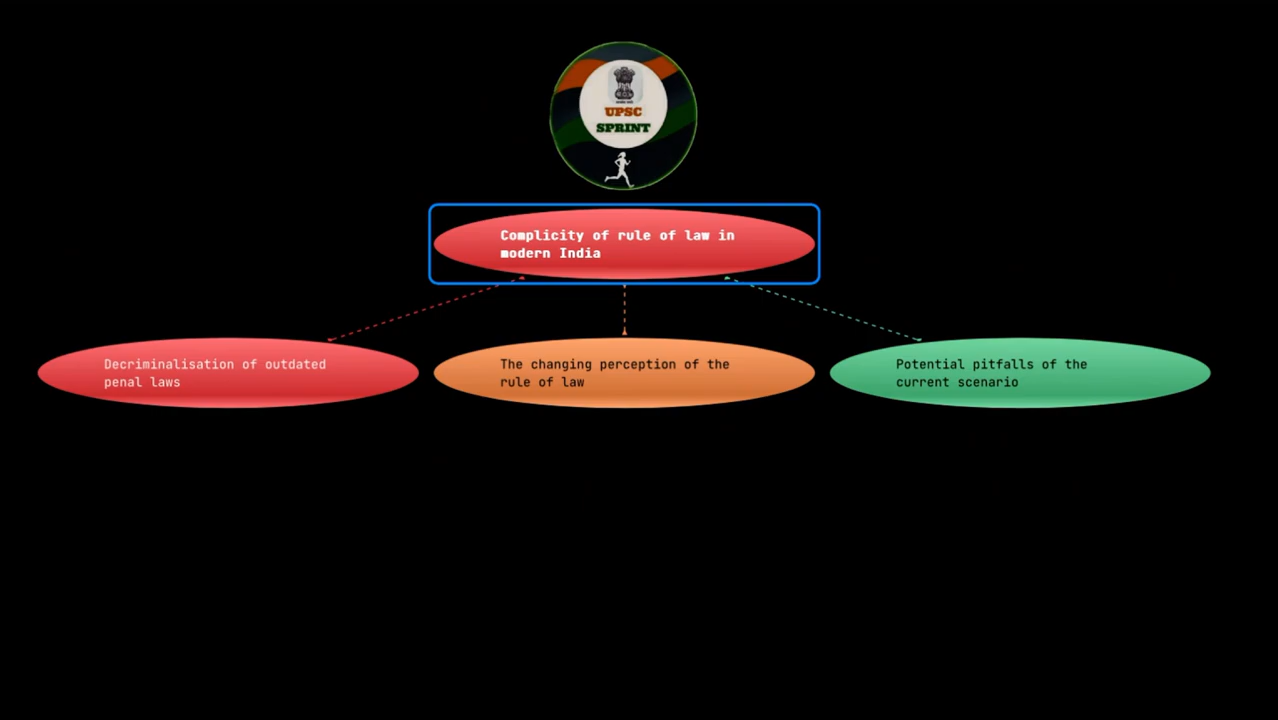 UPSC
SPRINT
Complicity of rule of law in
modern India
Decriminalisation of outdated
penal laws
The changing perception of the
rule of law
Potential pitfalls of the
current scenario